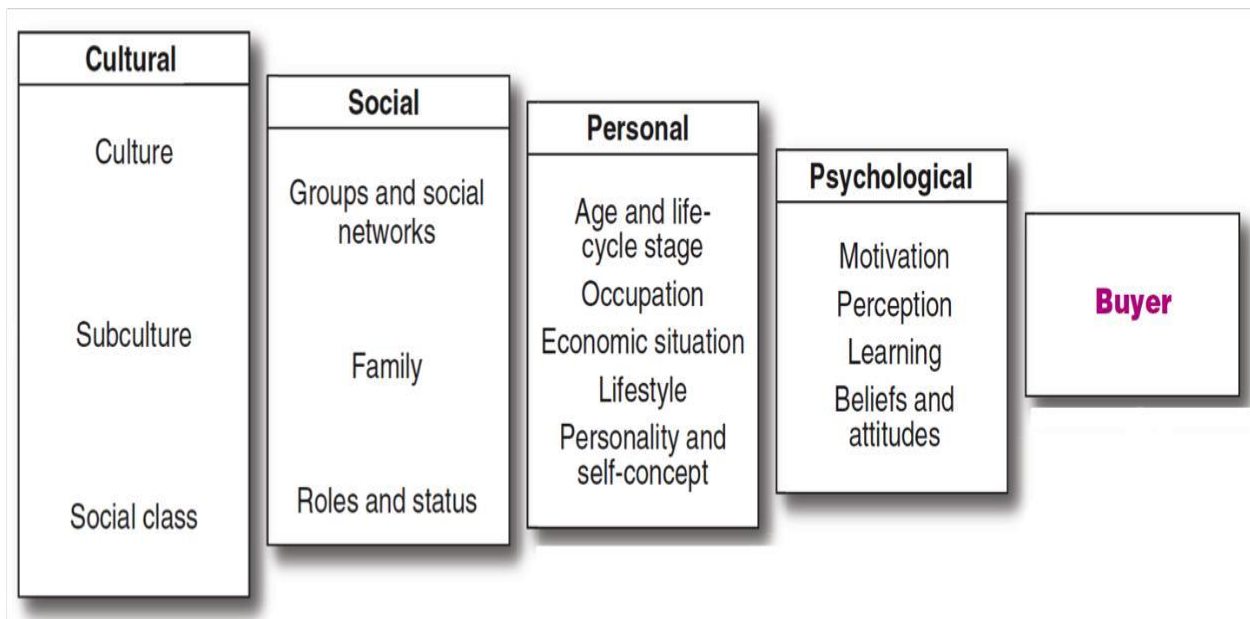 Cultural
Culture
Subculture
Social class
Social
Groups and social
networks
Family
Roles and status
Personal
Age and life-
cycle stage
Occupation
Economic situation
Lifestyle
Personality and
self-concept
Psychological
Motivation
Perception
Learning
Beliefs and
attitudes
Buyer